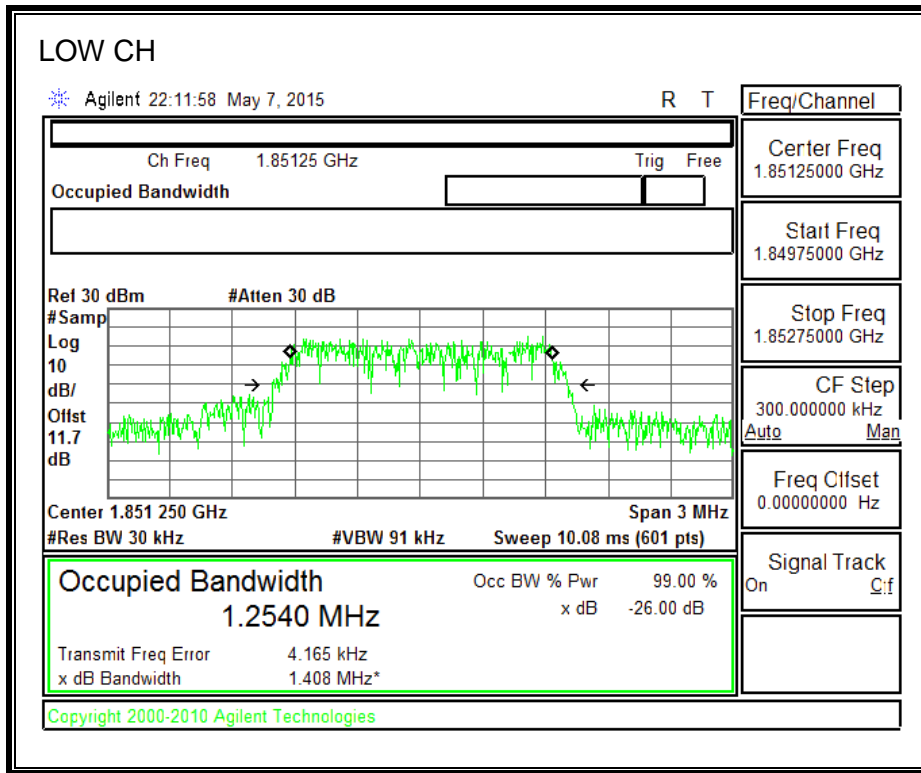 LOW CH
Agilent 22:11:58 May 7, 2015 R T
Freq/Channel
Ch Freq 1.85125 GHz Trig Free
Occupied Bandwidth
Center Freq
1.85125000 GHz
Start Freq
1.84975000 GHz
Stop Freq
1.85275000 GHz
CF Step
300.000000 kHz
Auto Man
Freq Offset
0.00000000 Hz
Signal Track
On Off
Ref 30 dBm #Atten 30 dB
#Samp
Log
10
dB/
Offst
11.7
dB
Center 1.851 250 GHz Span 3 MHz
#Res BW 30 kHz #VBW 91 kHz Sweep 10.08 ms (601 pts)
Occupied Bandwidth Occ BW % Pwr 99.00 %
1.2540 MHz x dB -26.00 dB
Transmit Freq Error 4.165 kHz
x dB Bandwidth 1.408 MHz*
Copyright 2000-2010 Agilent Technologies